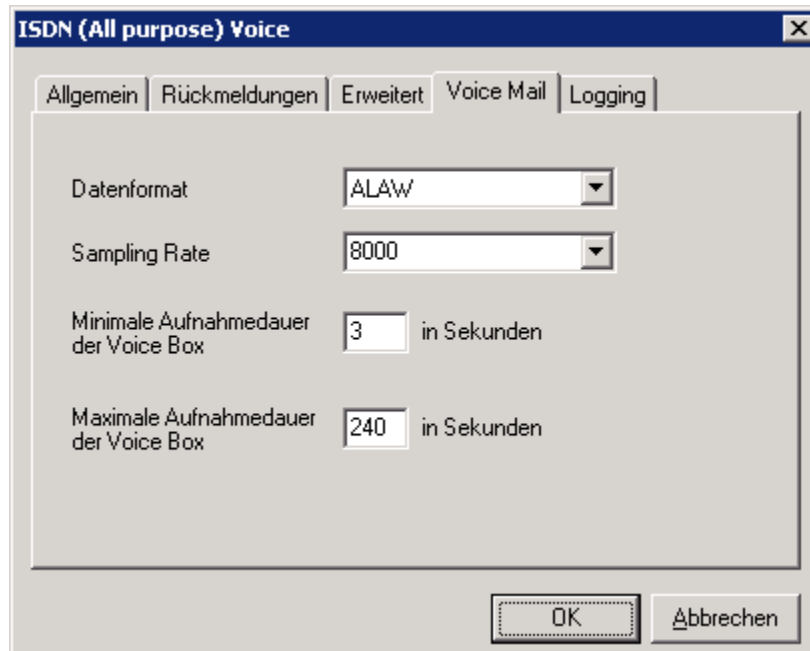 ISDN (All purpose) Voice
Allgemein
Rückmeldungen
Erweitert
Voice Mail
Logging
Datenformat
ALAW
Sampling Rate
8000
Minimale Aufnahmedauer
der Voice Box
3
in Sekunden
Maximale Aufnahmedauer
der Voice Box
240
in Sekunden
OK
Abbrechen